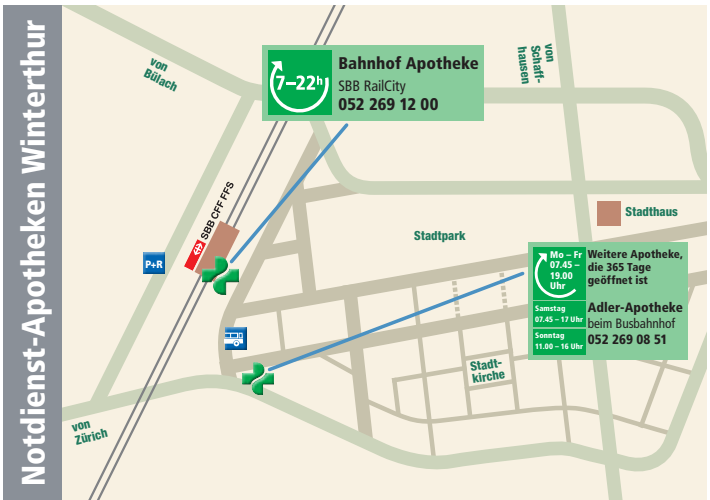 Notdienst-Apotheken Winterthur
von
Bülach
7–22h
Bahnhof Apotheke
SBB RailCity
052 269 12 00
von
Schaff-
hausen
SBB CFF FFS
P+R
Stadtpark
Stadthaus
Mo – Fr
07.45 –
19.00
Uhr
Weitere Apotheke,
die 365 Tage
geöffnet ist
Samstag
07.45 – 17 Uhr
Sonntag
11.00 – 16 Uhr
Adler-Apotheke
beim Busbahnhof
052 269 08 51
Stadt-
kirche
von
Zürich